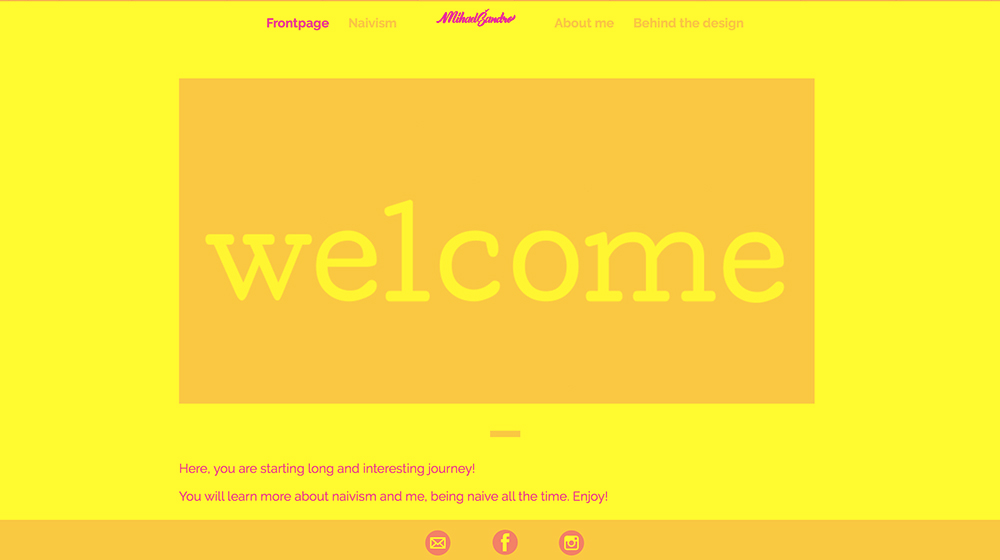 Frontpage Naivism MihaelSandro About me Behind the design
welcome
Here, you are starting long and interesting journey!
You will learn more about naivism and me, being naive all the time. Enjoy!